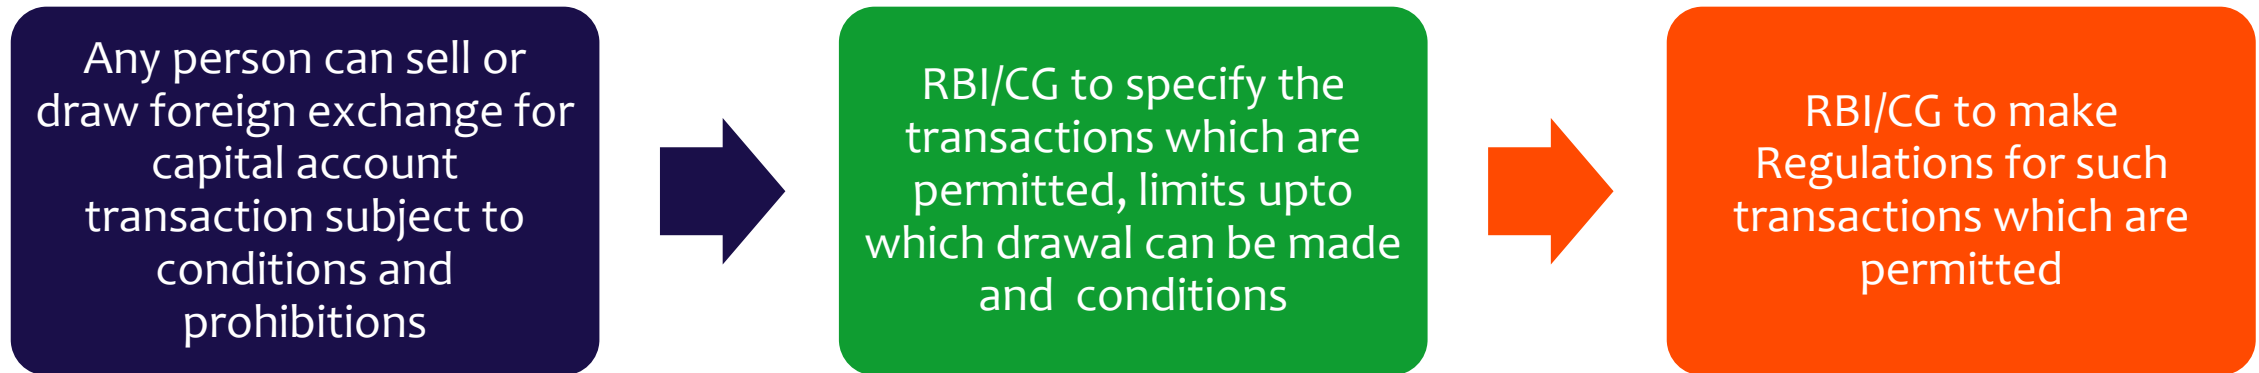 Any person can sell or
draw foreign exchange for
capital account
transaction subject to
conditions and
prohibitions
RBI/CG to specify the
transactions which are
permitted, limits upto
which drawal can be made
and  conditions
RBI/CG to make
Regulations for such
transactions which are
permitted